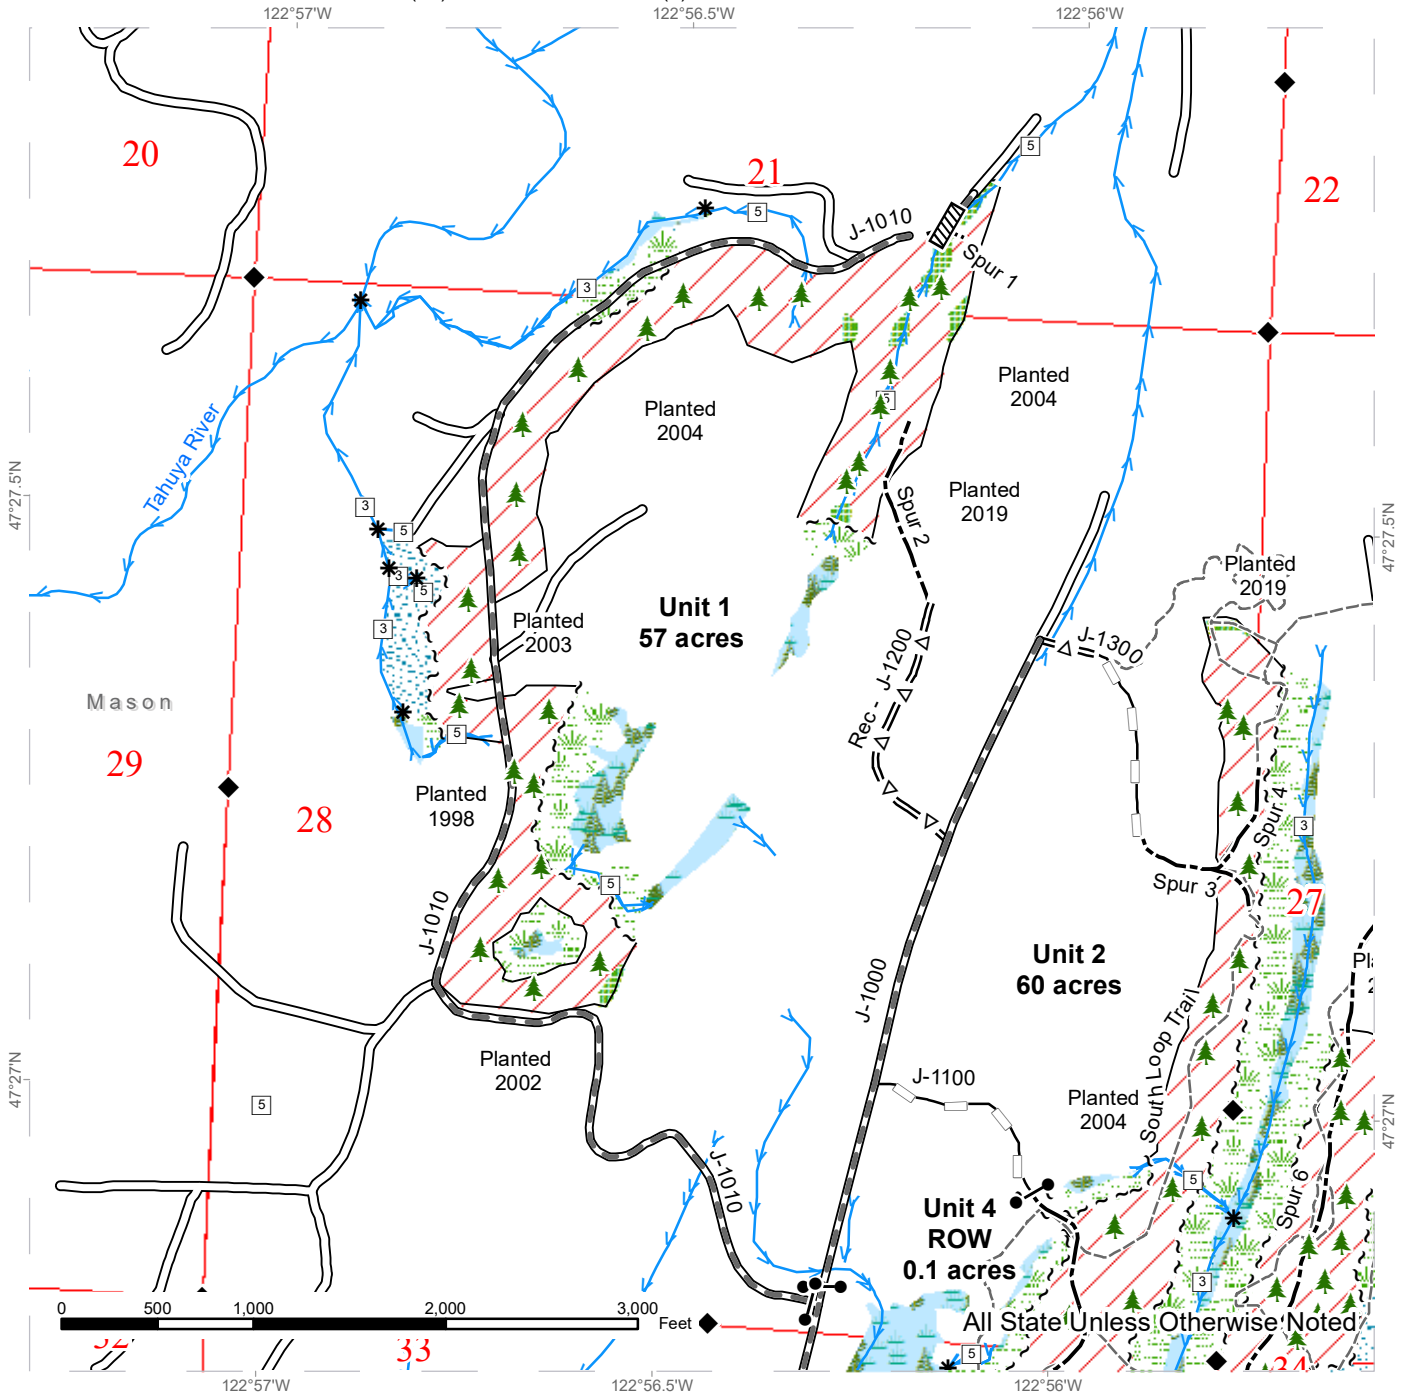 122°57'W
122°56.5'W
122°56'W
20
21
22
5
5
J-1010
Spur 1
3
Planted
2004
Planted
2004
5
Tahuya River
47°27.5'N
47°27.5'N
Planted
2019
Spur 2
3
5
3
5
Planted
2019
Unit 1
57 acres
3
Planted
2003
J-1300
Rec - J-1200
Mason
5
29
28
Planted
1998
Spur 4
3
Spur 3
5
27
J-1010
Unit 2
60 acres
J-1000
South Loop Trail
Planted
2002
47°27'N
47°27'N
J-1100
Planted
2004
5
J-1010
5
Spur 6
Unit 4
ROW
0.1 acres
3
0 500 1,000 2,000 3,000
Feet
All State Unless Otherwise Noted
5
32
33
34
122°57'W
122°56.5'W
122°56'W